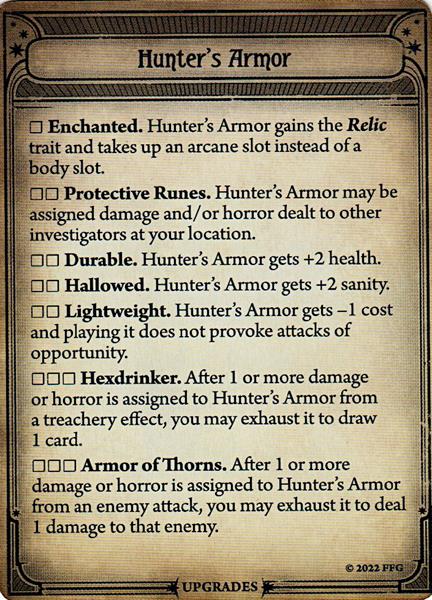 Hunter's Armor
□ Enchanted. Hunter's Armor gains the Relic
trait and takes up an arcane slot instead of a
body slot.
□□ Protective Runes. Hunter's Armor may be
assigned damage and/or horror dealt to other
investigators at your location.
□□ Durable. Hunter's Armor gets +2 health.
□□ Hallowed. Hunter's Armor gets +2 sanity.
□□ Lightweight. Hunter's Armor gets −1 cost
and playing it does not provoke attacks of
opportunity.
□□□ Hexdrinker. After 1 or more damage
or horror is assigned to Hunter's Armor from
a treachery effect, you may exhaust it to draw
1 card.
□□□ Armor of Thorns. After 1 or more
damage or horror is assigned to Hunter's Armor
from an enemy attack, you may exhaust it to deal
1 damage to that enemy.
© 2022 FFG
UPGRADES